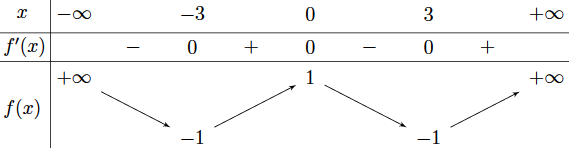 x −∞ −3 0 3 +∞
f′(x) − 0 + 0 − 0 +
+∞ 1 +∞
f(x)
−1 −1